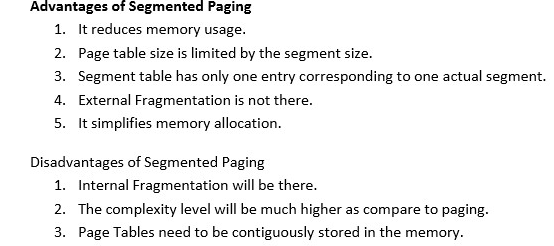 Advantages of Segmented Paging
1. It reduces memory usage.
2. Page table size is limited by the segment size.
3. Segment table has only one entry corresponding to one actual segment.
4. External Fragmentation is not there.
5. It simplifies memory allocation.
Disadvantages of Segmented Paging
1. Internal Fragmentation will be there.
2. The complexity level will be much higher as compare to paging.
3. Page Tables need to be contiguously stored in the memory.